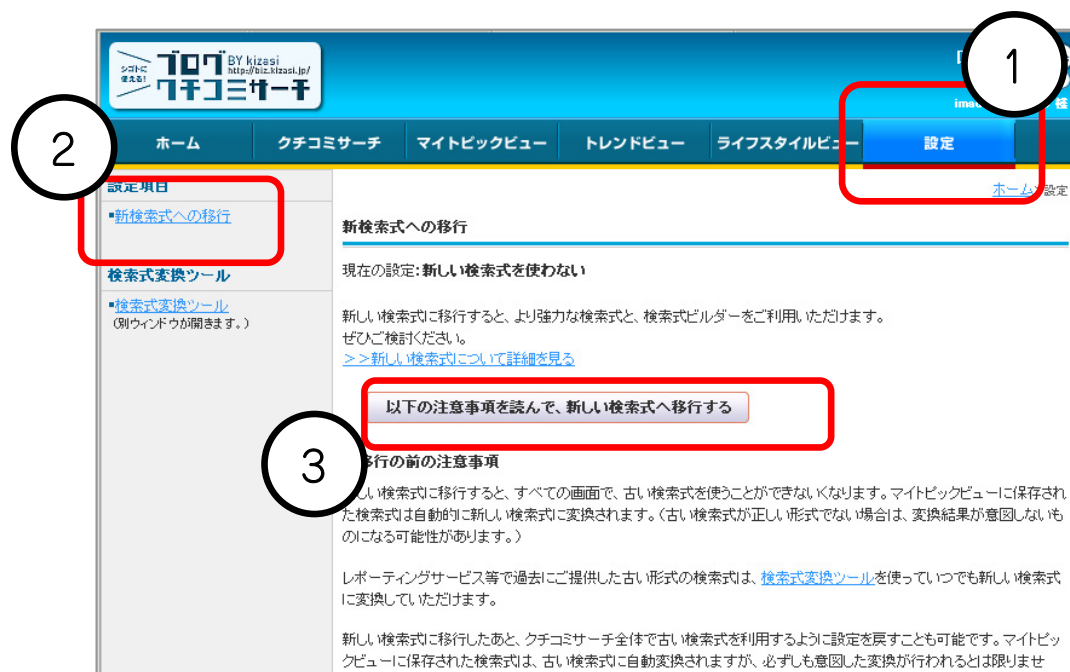 シゴトに
使える!
ブログ
クチコミサーチ
BY kizasi
http://biz.kizasi.jp/
1
2
ホーム
クチコミサーチ
マイトピックビュー
トレンドビュー
ライフスタイルビュー
設定
設定項目
ホーム
設定
▪新検索式への移行
新検索式への移行
検索式変換ツール
現在の設定:新しい検索式を使わない
▪検索式変換ツール
(別ウィンドウが開きます。)
新しい検索式に移行すると、より強力な検索式と、検索式ビルダーをご利用いただけます。
ぜひご検討ください。
>>新しい検索式について詳細を見る
以下の注意事項を読んで、新しい検索式へ移行する
3
移行の前の注意事項
しい検索式に移行すると、すべての画面で、古い検索式を使うことができないくなります。マイトピックビューに保存され
た検索式は自動的に新しい検索式に変換されます。(古い検索式が正しい形式でない場合は、変換結果が意図しないも
のになる可能性があります。)
レポーティングサービス等で過去にご提供した古い形式の検索式は、検索式変換ツールを使っていつでも新しい検索式
に変換していただけます。
新しい検索式に移行したあと、クチコミサーチ全体で古い検索式を利用するように設定を戻すことも可能です。マイトピッ
クビューに保存された検索式は、古い検索式に自動変換されますが、必ずしも意図した変換が行われるとは限りませ